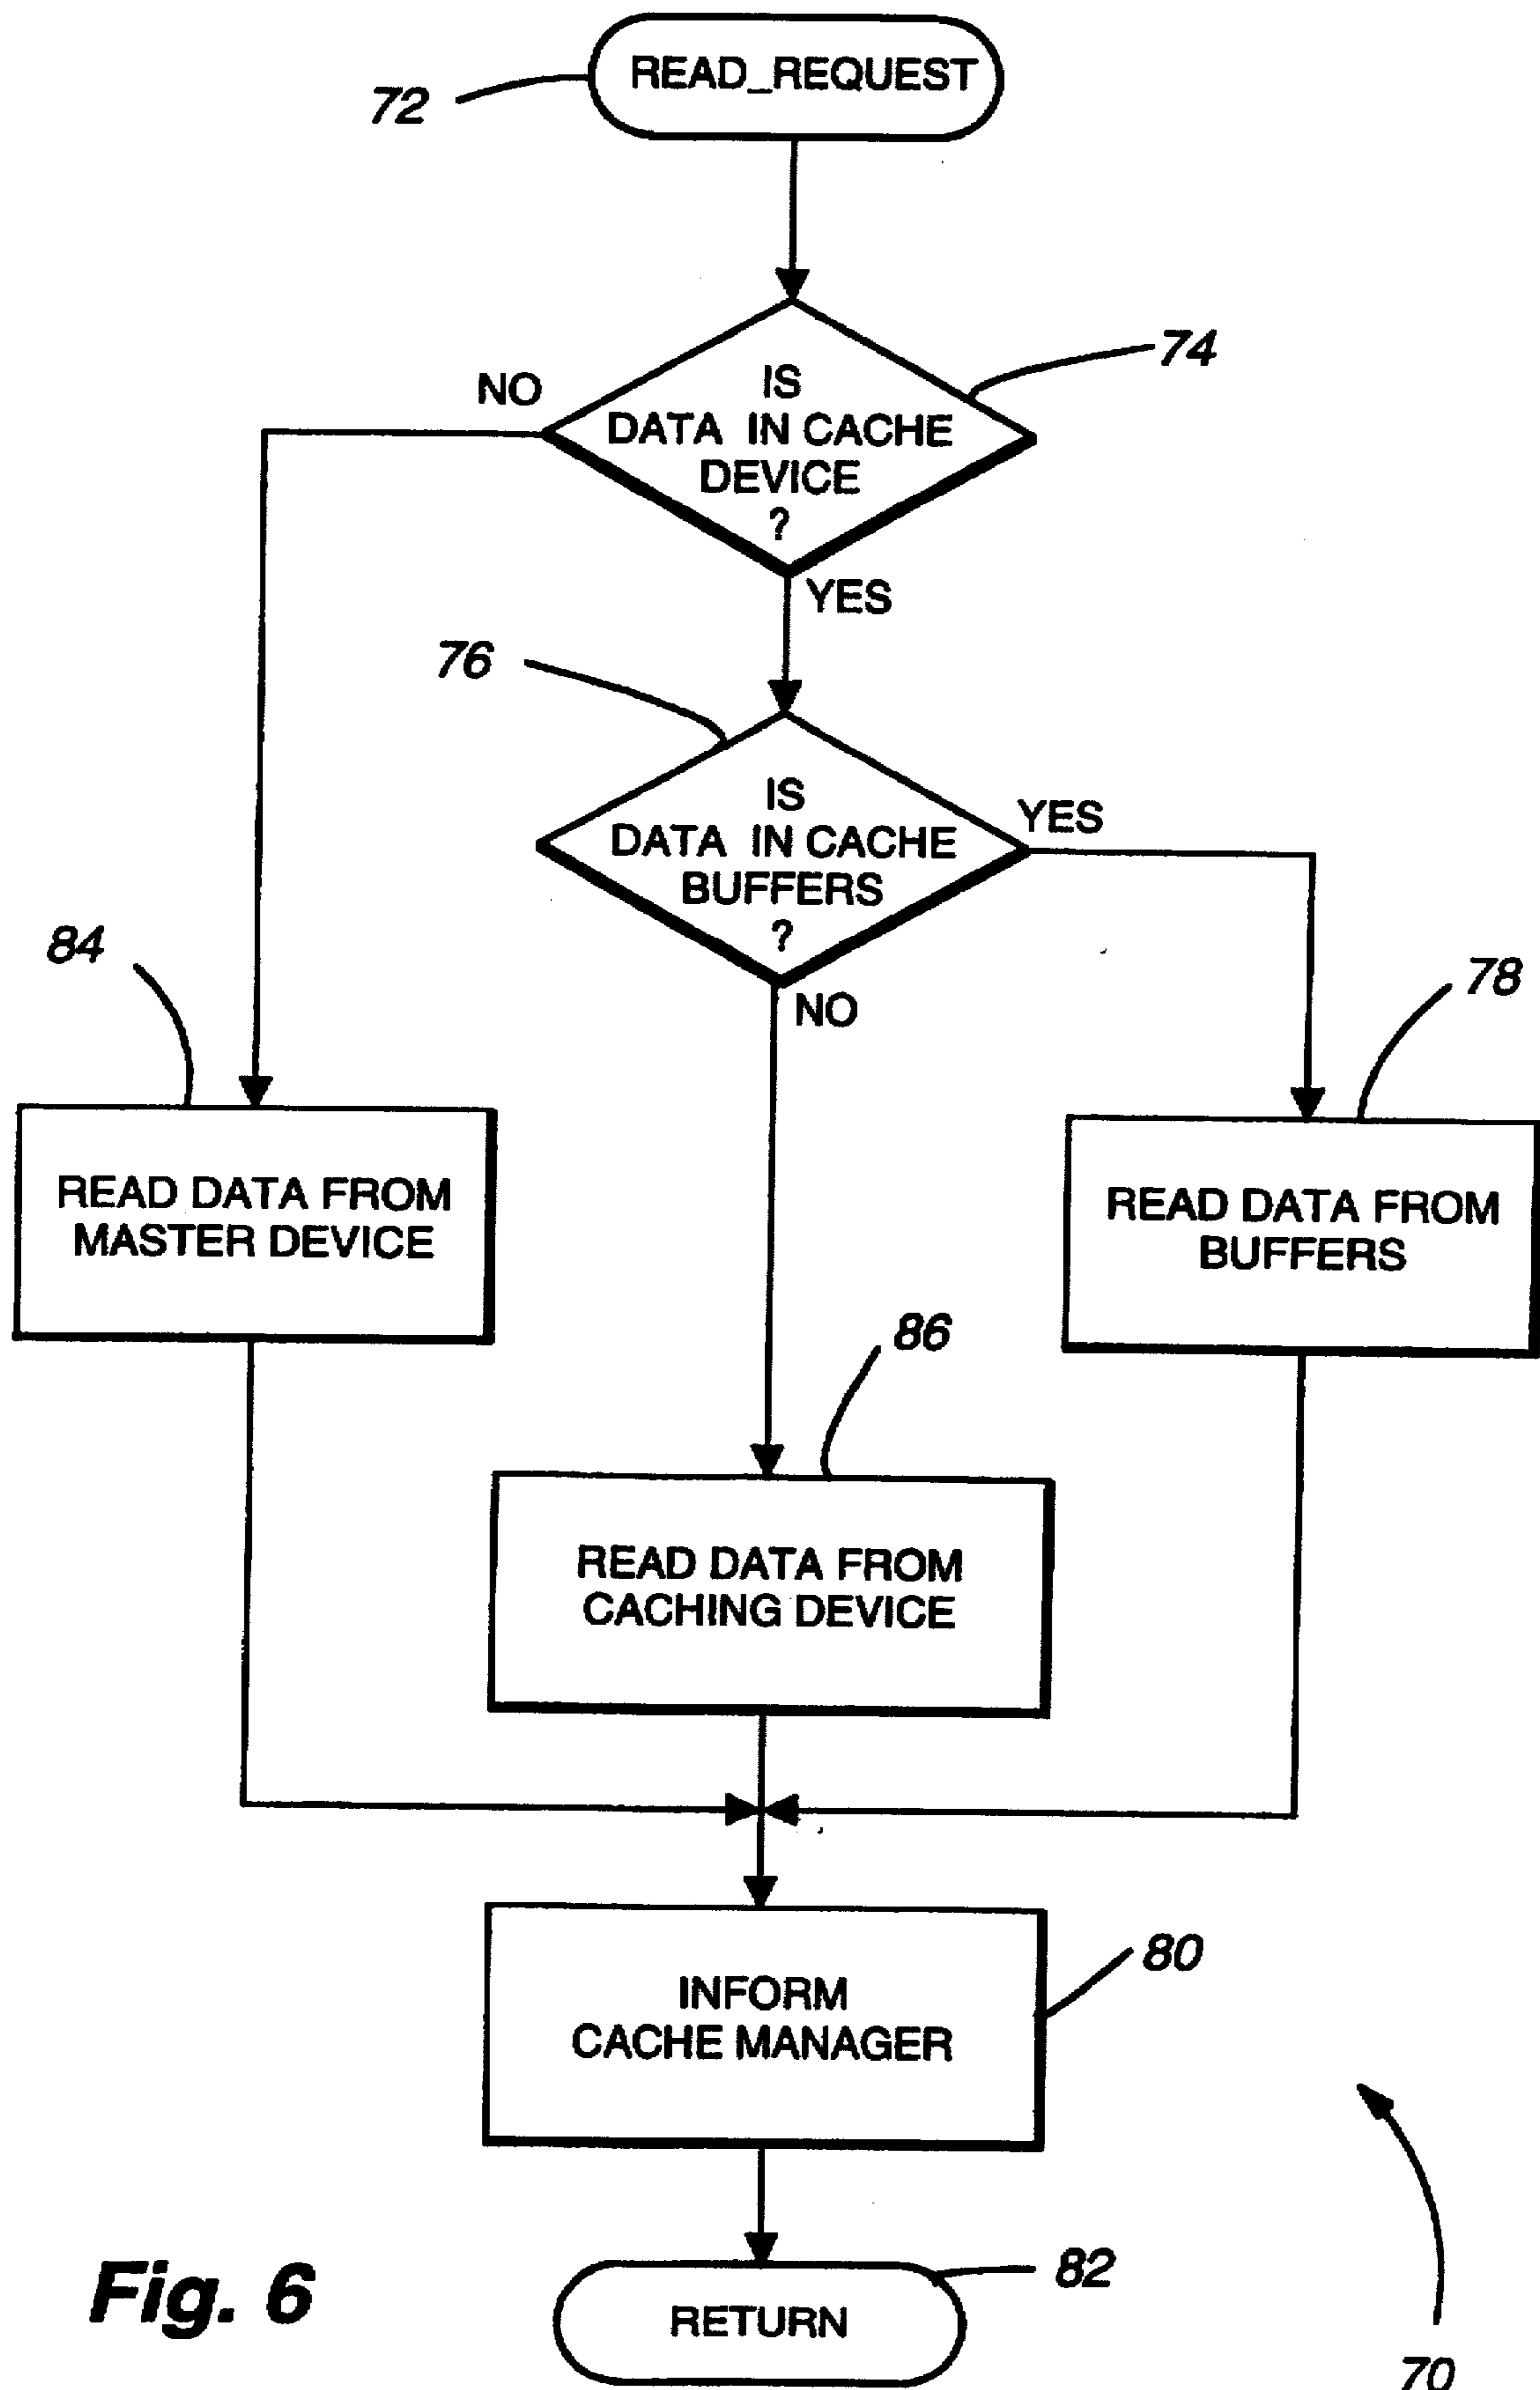 READ_REQUEST
72
74
NO
IS
DATA IN CACHE
DEVICE
?
YES
76
IS
DATA IN CACHE
BUFFERS
?
YES
NO
84
78
READ DATA FROM
MASTER DEVICE
READ DATA FROM
BUFFERS
86
READ DATA FROM
CACHING DEVICE
INFORM
CACHE MANAGER
80
Fig. 6
RETURN
82
70